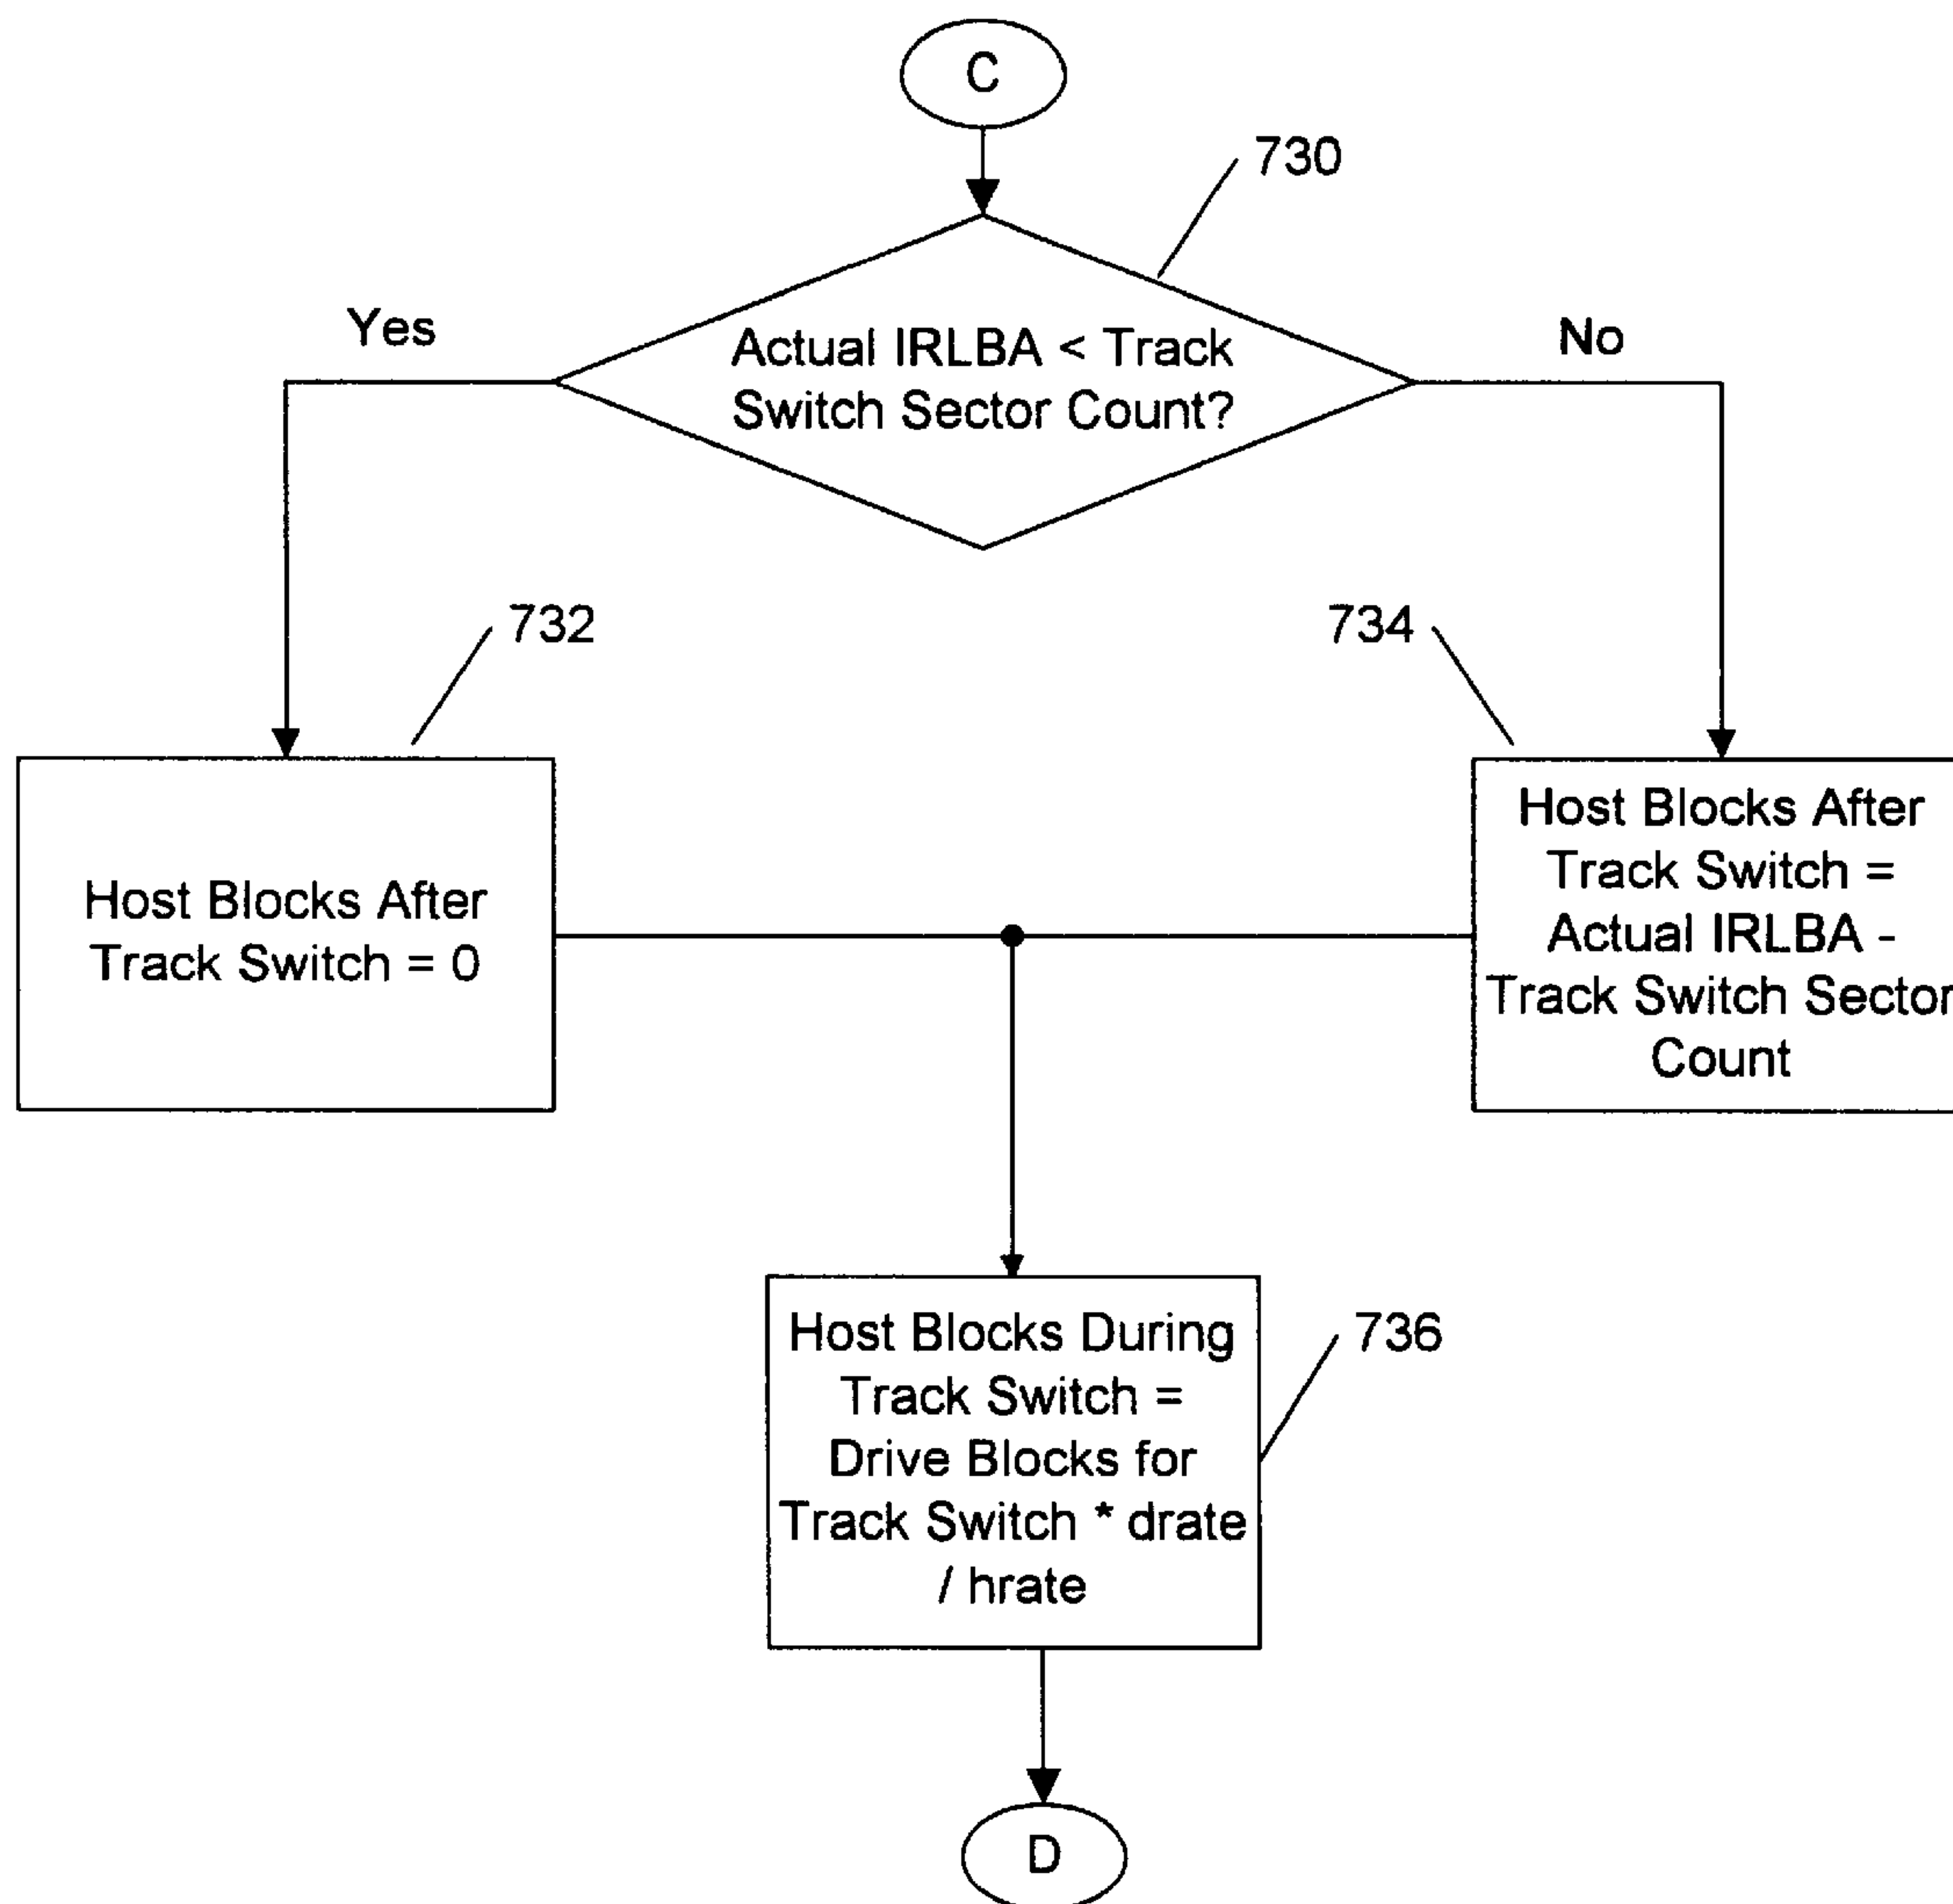 C
730
Yes
No
Actual IRLBA < Track
Switch Sector Count?
732
734
Host Blocks After
Track Switch = 0
Host Blocks After
Track Switch =
Actual IRLBA -
Track Switch Sector
Count
Host Blocks During
Track Switch =
Drive Blocks for
Track Switch * drate
/ hrate
736
D